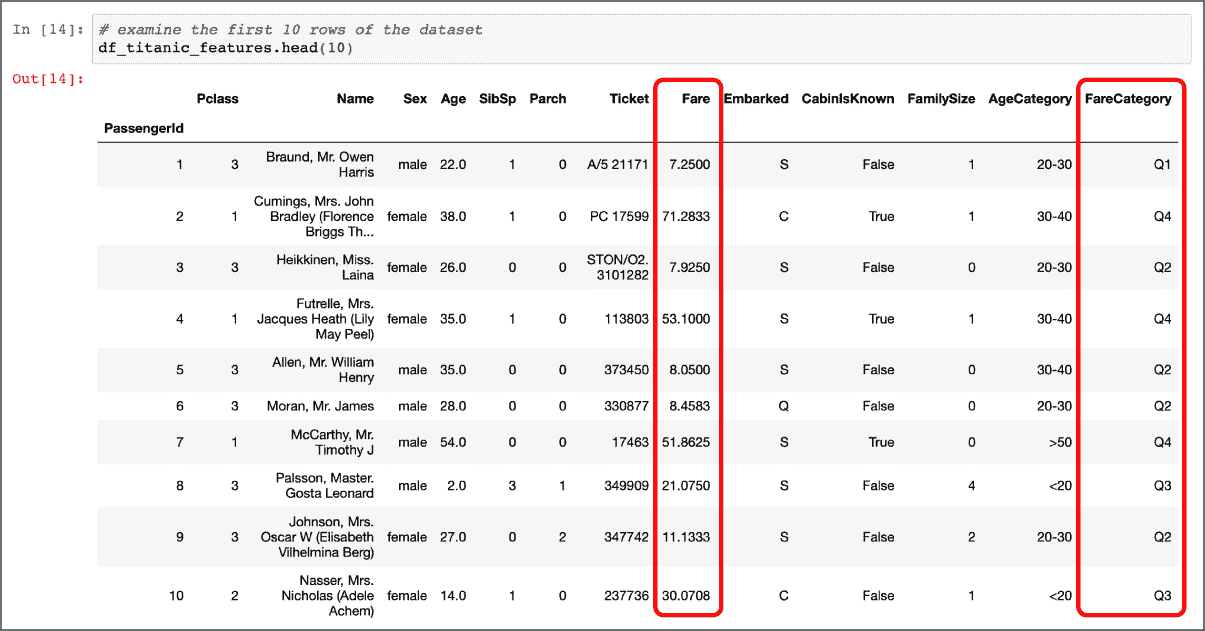 In [14]: # examine the first 10 rows of the dataset
df_titanic_features.head(10)
Out[14]:
Pclass Name Sex Age SibSp Parch Ticket Fare Embarked CabinIsKnown FamilySize AgeCategory FareCategory
PassengerId
Braund, Mr. Owen
1 3 male 22.0 1 0 A/5 21171 7.2500 S False 1 20-30 Q1
Harris
Cumings, Mrs. John
2 1 Bradley (Florence female 38.0 1 0 PC 17599 71.2833 C True 1 30-40 Q4
Briggs Th...
Heikkinen, Miss. STON/O2.
3 3 female 26.0 0 0 7.9250 S False 0 20-30 Q2
Laina 3101282
Futrelle, Mrs.
4 1 Jacques Heath (Lily female 35.0 1 0 113803 53.1000 S True 1 30-40 Q4
May Peel)
Allen, Mr. William
5 3 male 35.0 0 0 373450 8.0500 S False 0 30-40 Q2
Henry
6 3 Moran, Mr. James male 28.0 0 0 330877 8.4583 Q False 0 20-30 Q2
McCarthy, Mr.
7 1 male 54.0 0 0 17463 51.8625 S True 0 >50 Q4
Timothy J
Palsson, Master.
8 3 male 2.0 3 1 349909 21.0750 S False 4 <20 Q3
Gosta Leonard
Johnson, Mrs.
9 3 Oscar W (Elisabeth female 27.0 0 2 347742 11.1333 S False 2 20-30 Q2
Vilhelmina Berg)
Nasser, Mrs.
10 2 Nicholas (Adele female 14.0 1 0 237736 30.0708 C False 1 <20 Q3
Achem)